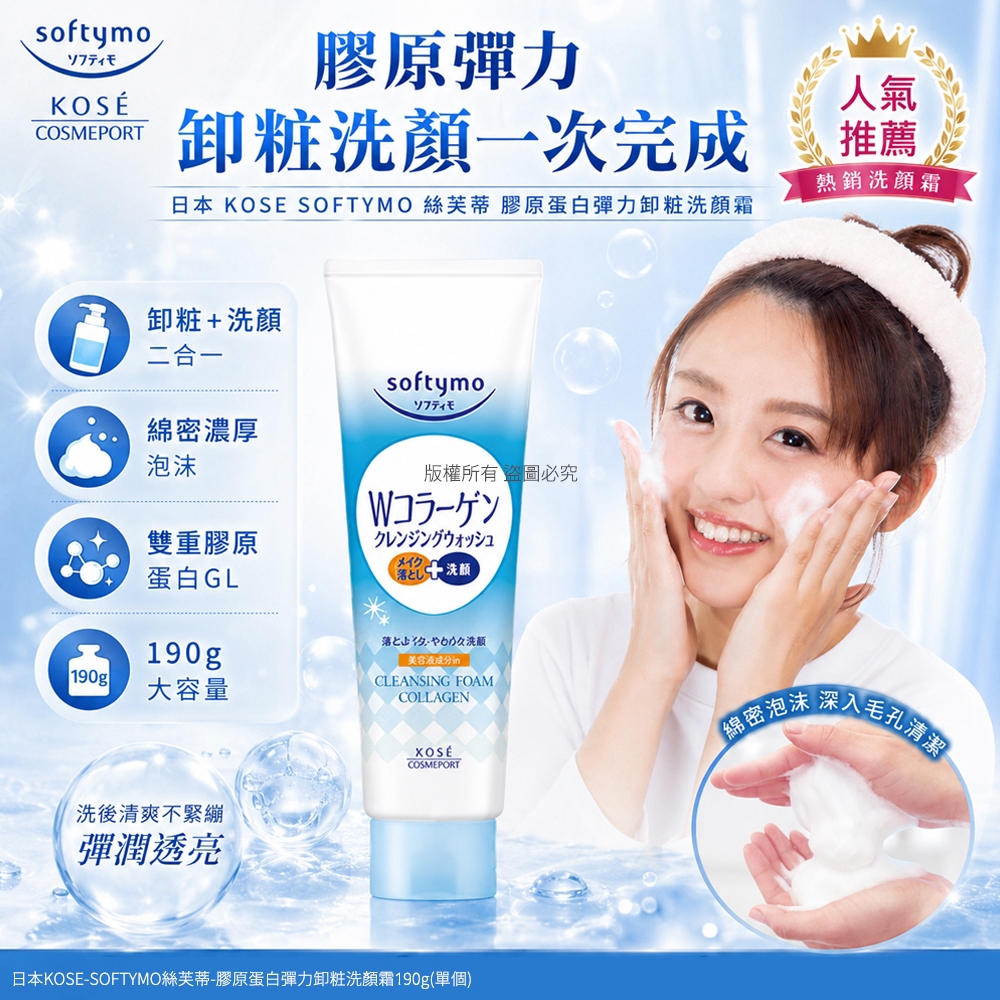 softymo
ソフティモ
KOSÉ
COSMEPORT
膠原彈力
卸粧洗顏一次完成
日本 KOSE SOFTYMO 絲芙蒂 膠原蛋白彈力卸粧洗顏霜
人氣
推薦
熱銷洗顏霜
卸粧+洗顏
二合一
綿密濃厚
泡沫
雙重膠原
蛋白GL
190g
190g
大容量
洗後清爽不緊繃
彈潤透亮
softymo
ソフティモ
版權所有 盜圖必究
Wコラーゲン
クレンジングウォッシュ
メイク
落とし
+
洗顔
美容液成分in
CLEANSING FOAM
COLLAGEN
KOSÉ
COSMEPORT
綿密泡沫 深入毛孔清潔
日本KOSE-SOFTYMO絲芙蒂-膠原蛋白彈力卸粧洗顏霜190g(單個)